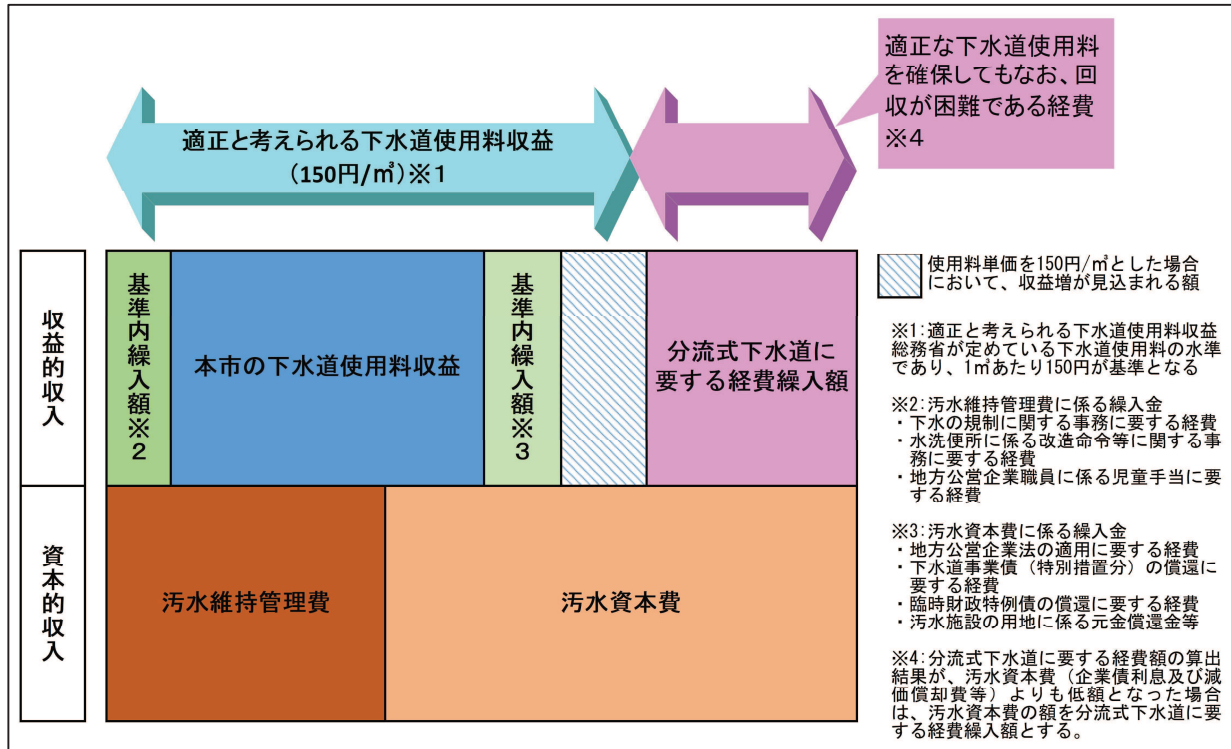 適正な下水道使用料
を確保してもなお、回
収が困難である経費
※4
適正と考えられる下水道使用料収益
(150円/㎥)※1
収益的収入
基準内繰入額※2
本市の下水道使用料収益
基準内繰入額※3
分流式下水道に
要する経費繰入額
資本的収入
汚水維持管理費
汚水資本費
使用料単価を150円/㎥とした場合
において、収益増が見込まれる額
※1:適正と考えられる下水道使用料収益
総務省が定めている下水道使用料の水準
であり、1㎥あたり150円が基準となる
※2:汚水維持管理費に係る繰入金
・下水の規制に関する事務に要する経費
・水洗便所に係る改造命令等に関する事
務に要する経費
・地方公営企業職員に係る児童手当に要
する経費
※3:汚水資本費に係る繰入金
・地方公営企業法の適用に要する経費
・下水道事業債（特別措置分）の償還に
要する経費
・臨時財政特例債の償還に要する経費
・汚水施設の用地に係る元金償還金等
※4:分流式下水道に要する経費額の算出
結果が、汚水資本費（企業債利息及び減
価償却費等）よりも低額となった場合
は、汚水資本費の額を分流式下水道に要
する経費繰入額とする。